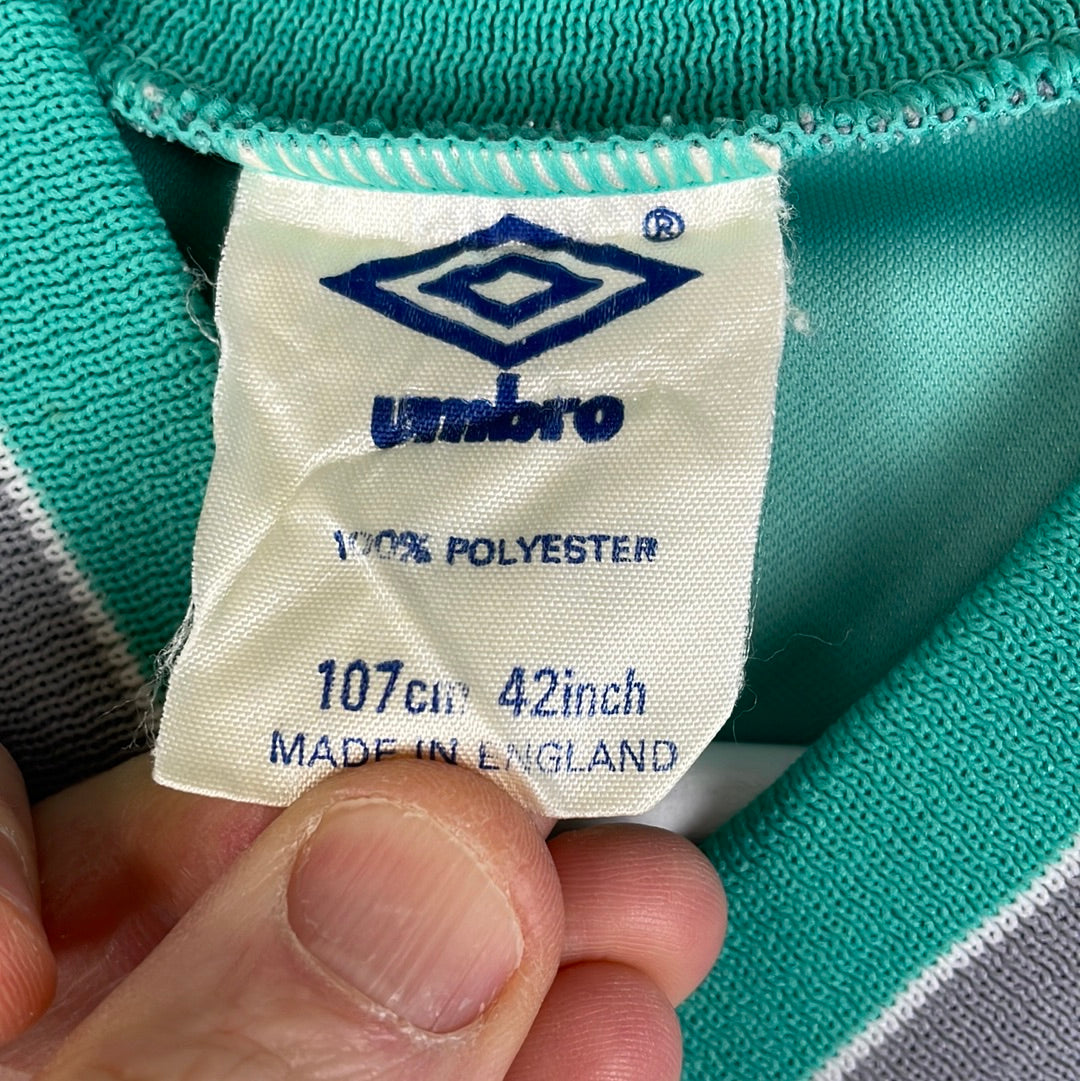 ®
umbro
100% POLYESTER
107cm 42inch
MADE IN ENGLAND